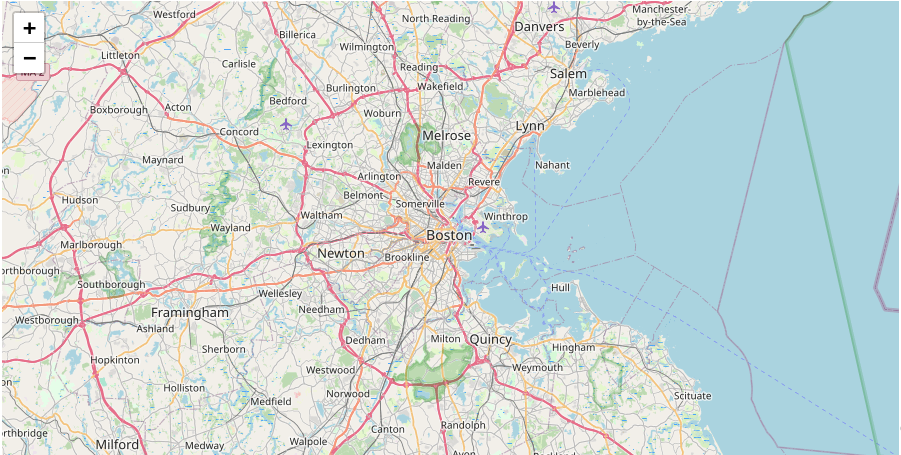 Manchester-
by-the-Sea
Westford
North Reading
Danvers
+
Billerica
Wilmington
Beverly
−
Littleton
Carlisle
Reading
Salem
MA 2
Wakefield
Burlington
Marblehead
Bedford
Boxborough
Acton
Woburn
Lynn
Concord
Melrose
Lexington
Maynard
Malden
Nahant
Arlington
Revere
Belmont
Hudson
Somerville
Sudbury
Waltham
Winthrop
Wayland
Boston
Marlborough
Newton
Brookline
rthborough
Southborough
Hull
Wellesley
Framingham
Needham
Westborough
Ashland
Dedham
Milton
Quincy
Sherborn
Hingham
Hopkinton
Westwood
Weymouth
Holliston
Norwood
Scituate
Medfield
Randolph
Canton
rthbridge
Milford
Medway
Walpole